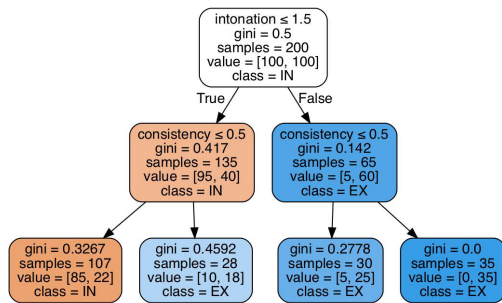 intonation ≤ 1.5
gini = 0.5
samples = 200
value = [100, 100]
class = IN
True
False
consistency ≤ 0.5
gini = 0.417
samples = 135
value = [95, 40]
class = IN
consistency ≤ 0.5
gini = 0.142
samples = 65
value = [5, 60]
class = EX
gini = 0.3267
samples = 107
value = [85, 22]
class = IN
gini = 0.4592
samples = 28
value = [10, 18]
class = EX
gini = 0.2778
samples = 30
value = [5, 25]
class = EX
gini = 0.0
samples = 35
value = [0, 35]
class = EX